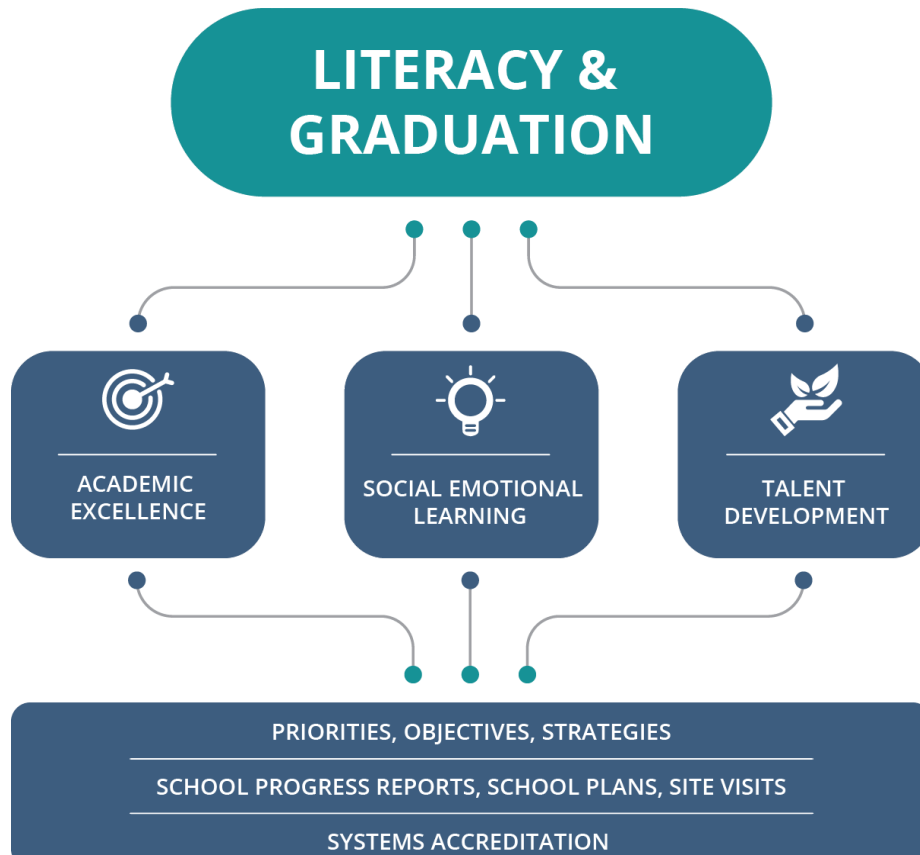 LITERACY &
GRADUATION
ACADEMIC
EXCELLENCE
SOCIAL EMOTIONAL
LEARNING
TALENT
DEVELOPMENT
PRIORITIES, OBJECTIVES, STRATEGIES
SCHOOL PROGRESS REPORTS, SCHOOL PLANS, SITE VISITS
SYSTEMS ACCREDITATION